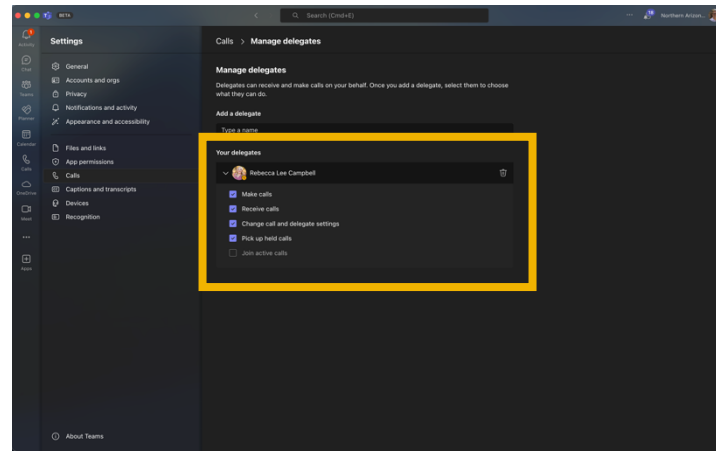 BETA
Search (Cmd+E)
18
Northern Arizon...
Activity
Chat
Teams
Planner
Calendar
Calls
OneDrive
Meet
Apps
Settings
General
Accounts and orgs
Privacy
Notifications and activity
Appearance and accessibility
Files and links
App permissions
Calls
Captions and transcripts
Devices
Recognition
About Teams
Calls > Manage delegates
Manage delegates
Delegates can receive and make calls on your behalf. Once you add a delegate, select them to choose
what they can do.
Add a delegate
Type a name
Your delegates
Rebecca Lee Campbell
Make calls
Receive calls
Change call and delegate settings
Pick up held calls
Join active calls